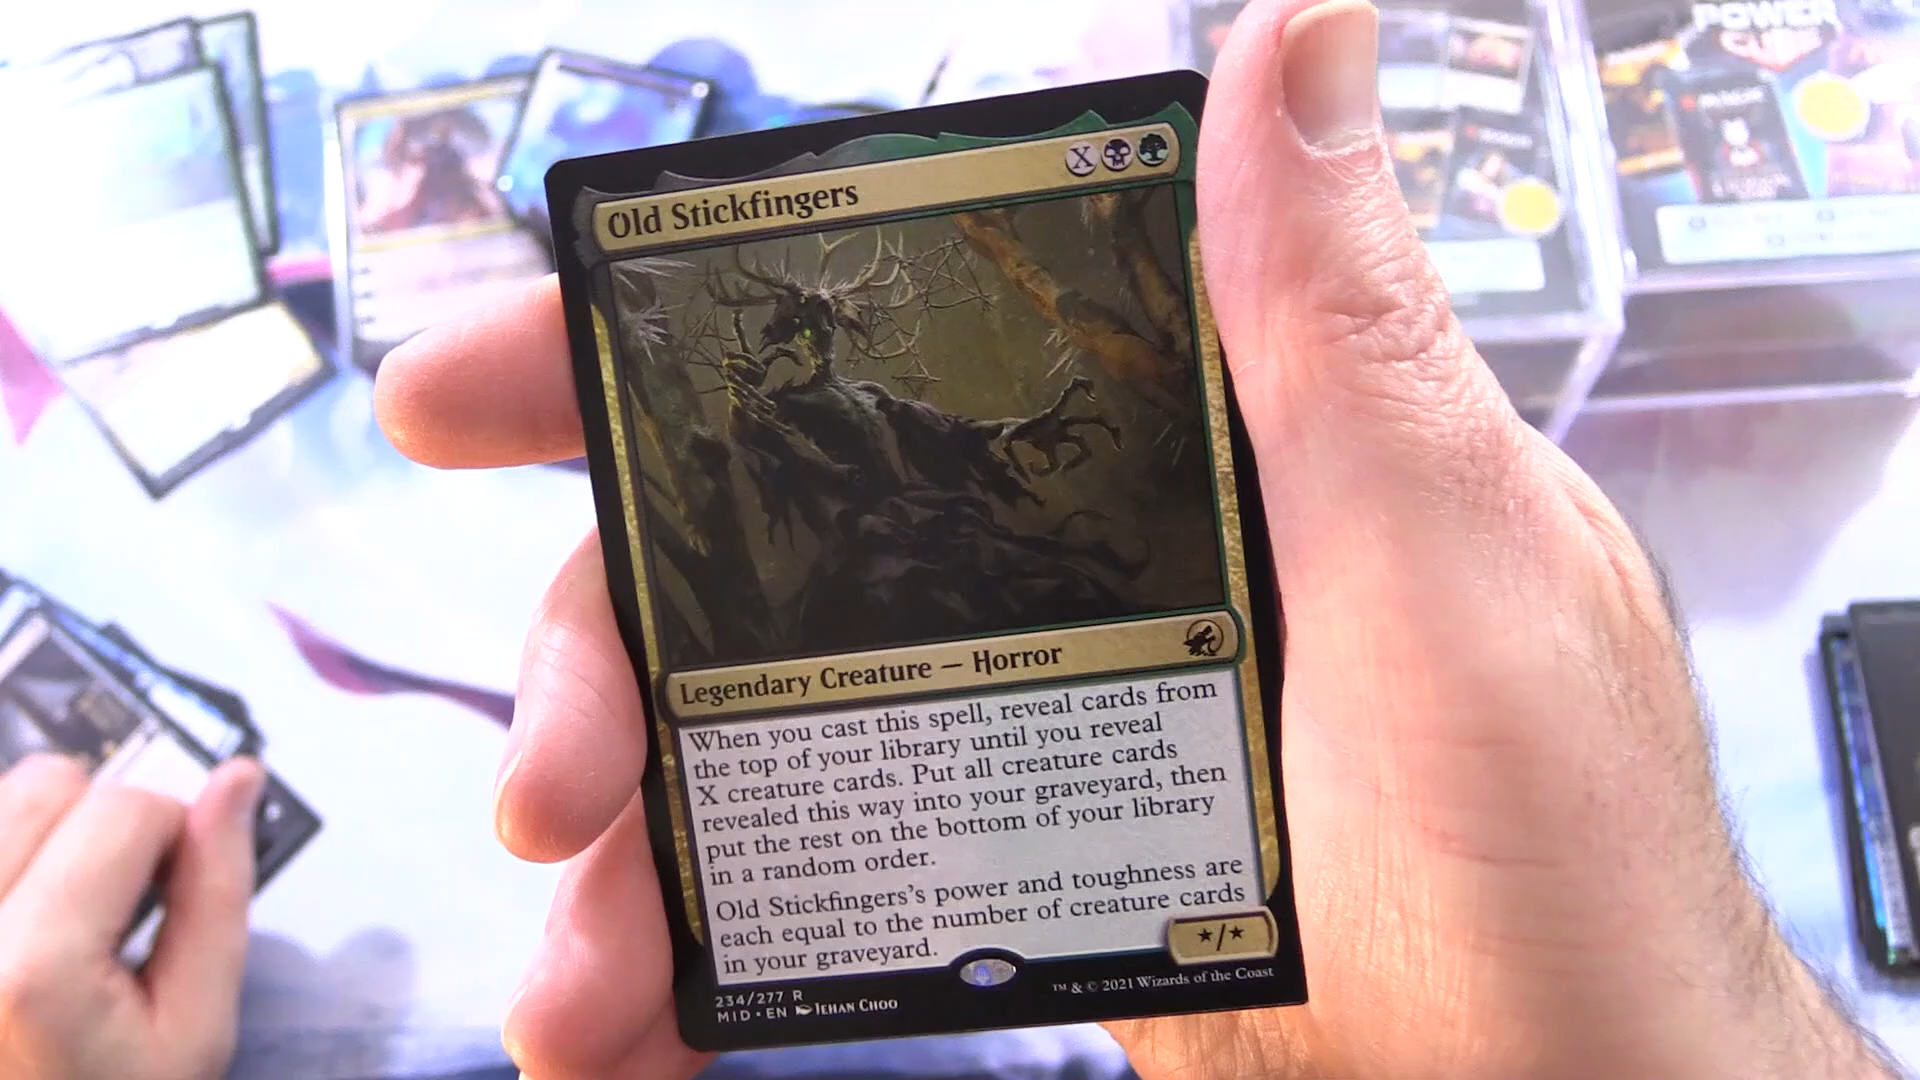 POWER
CUBE
Old Stickfingers
X
Legendary Creature — Horror
When you cast this spell, reveal cards from
the top of your library until you reveal
X creature cards. Put all creature cards
revealed this way into your graveyard, then
put the rest on the bottom of your library
in a random order.
Old Stickfingers's power and toughness are
each equal to the number of creature cards
in your graveyard.
★/★
234/277 R
MID • EN JEHAN CHOO
™ & © 2021 Wizards of the Coast